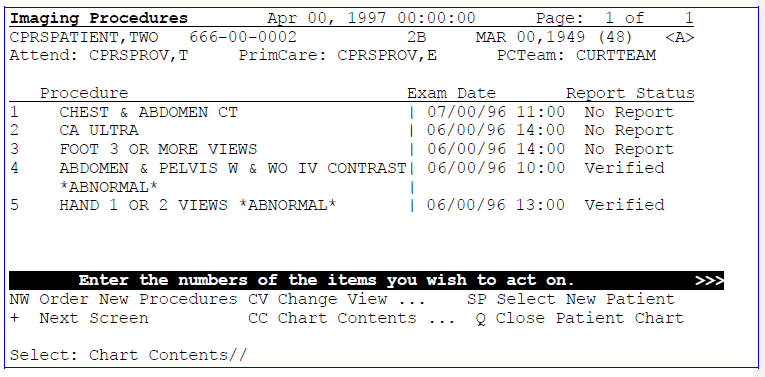 Imaging Procedures Apr 00, 1997 00:00:00 Page: 1 of 1
CPRSPATIENT,TWO 666-00-0002 2B MAR 00,1949 (48) <A>
Attend: CPRSPROV,T PrimCare: CPRSPROV,E PCTeam: CURTTEAM
Procedure Exam Date Report Status
1 CHEST & ABDOMEN CT | 07/00/96 11:00 No Report
2 CA ULTRA | 06/00/96 14:00 No Report
3 FOOT 3 OR MORE VIEWS | 06/00/96 14:00 No Report
4 ABDOMEN & PELVIS W & WO IV CONTRAST| 06/00/96 10:00 Verified
*ABNORMAL* |
5 HAND 1 OR 2 VIEWS *ABNORMAL* | 06/00/96 13:00 Verified
Enter the numbers of the items you wish to act on. >>>
NW Order New Procedures CV Change View ... SP Select New Patient
+ Next Screen CC Chart Contents ... Q Close Patient Chart
Select: Chart Contents//